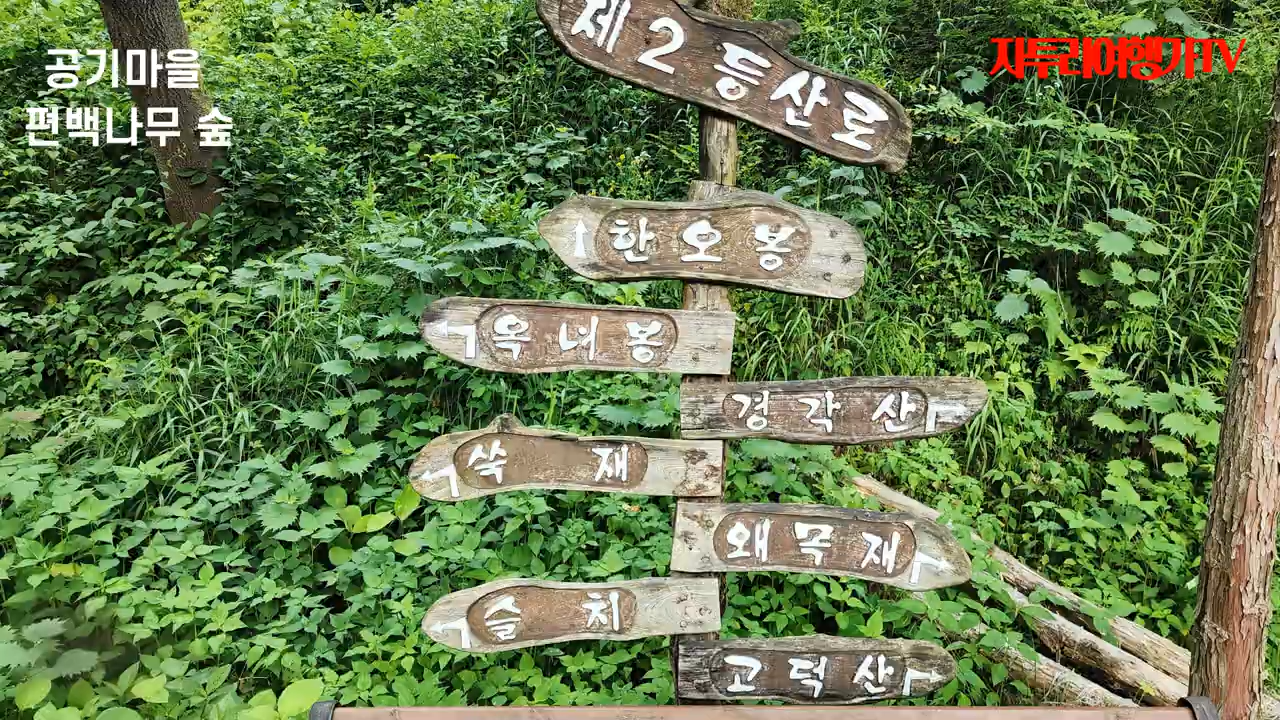 공기마을
편백나무 숲
자투리여행기TV
제2등산로
한오봉
옥녀봉
경각산
쑥재
왜목재
슬치
고덕산